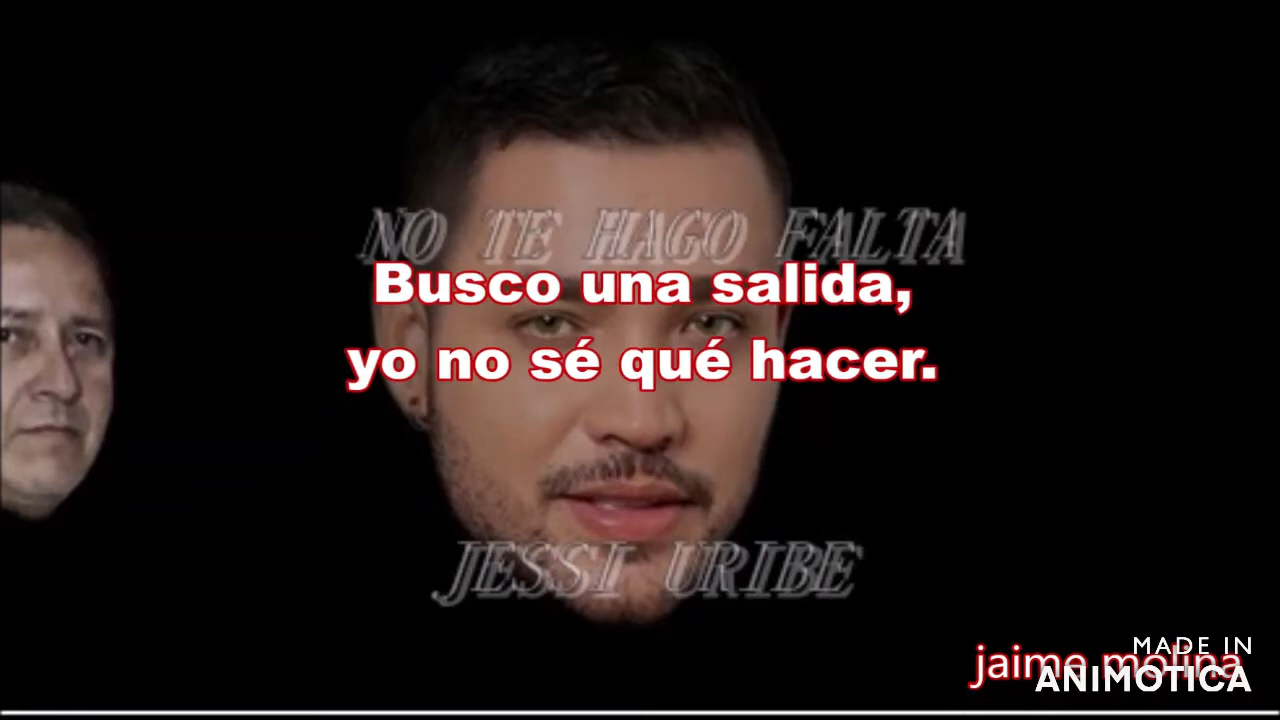 NO TE HAGO FALTA
Busco una salida,
yo no sé qué hacer.
JESSI URIBE
MADE IN
jaime molina
ANIMOTICA